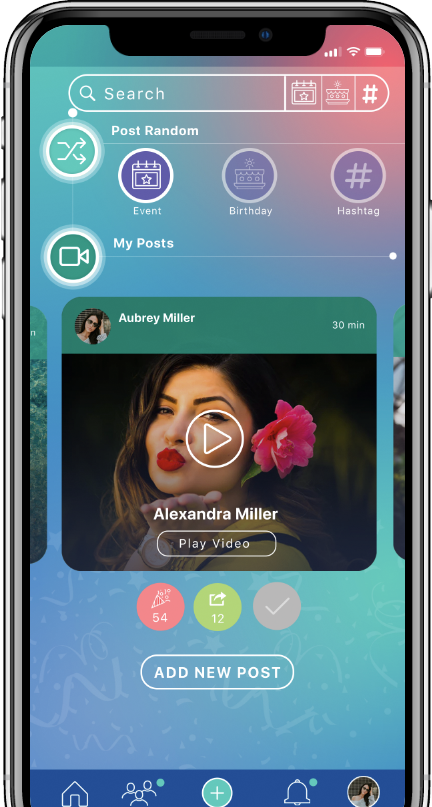 Search
#
Post Random
#
Event
Birthday
Hashtag
My Posts
n
Aubrey Miller
30 min
Alexandra Miller
Play Video
54
12
ADD NEW POST